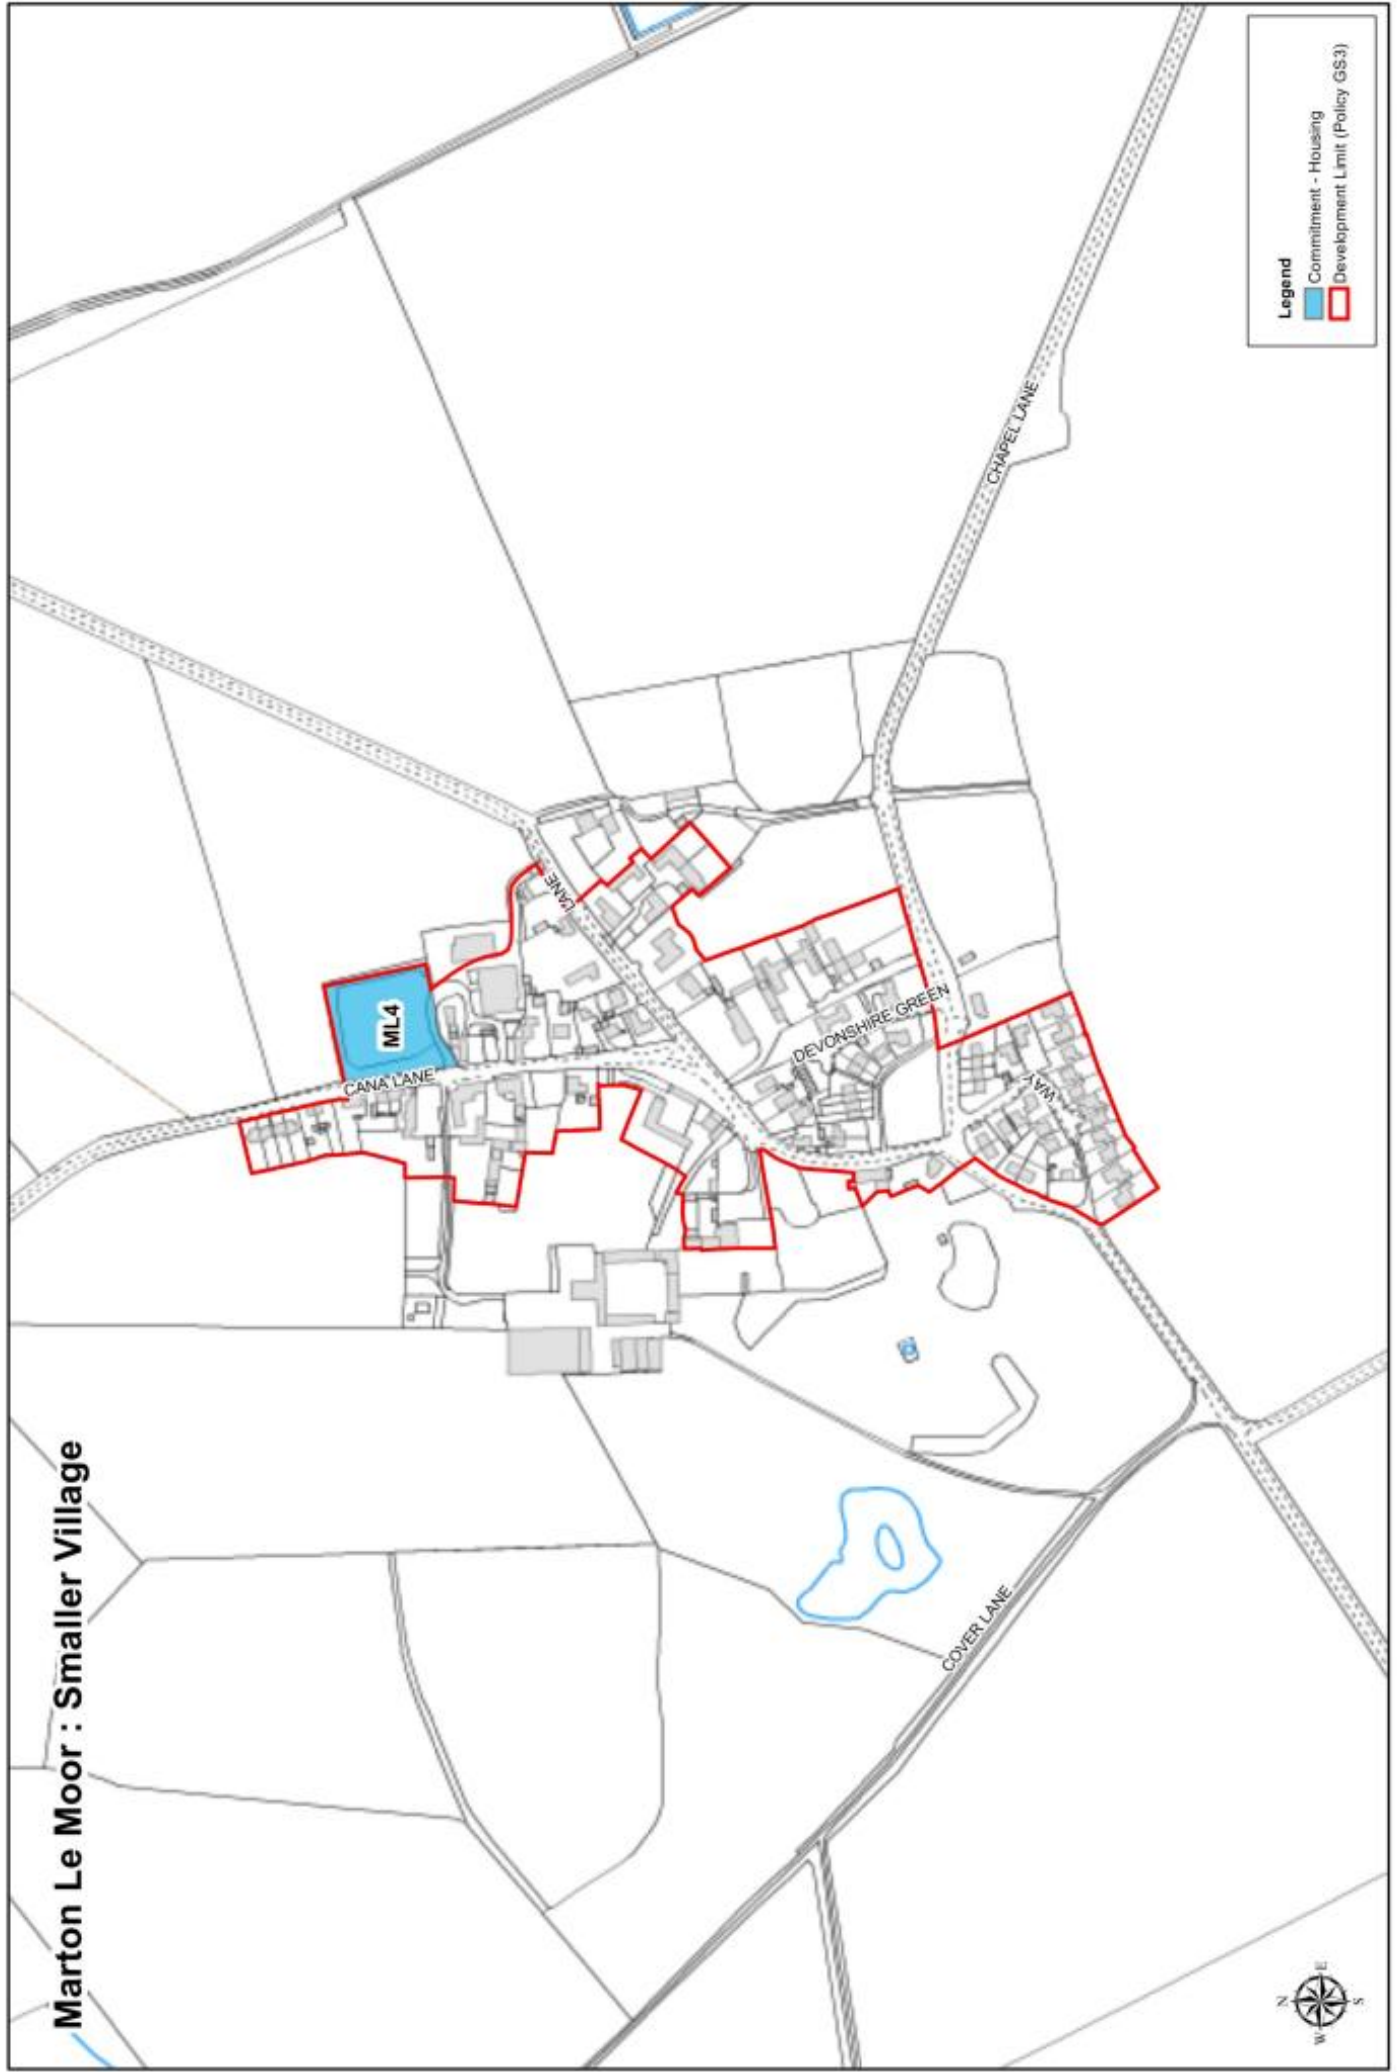 Marton Le Moor : Smaller Village
ML4
CANA LANE
LANE
DEVONSHIRE GREEN
WAY
CHAPEL LANE
COVER LANE
N
W
E
S
Legend
Commitment - Housing
Development Limit (Policy GS3)